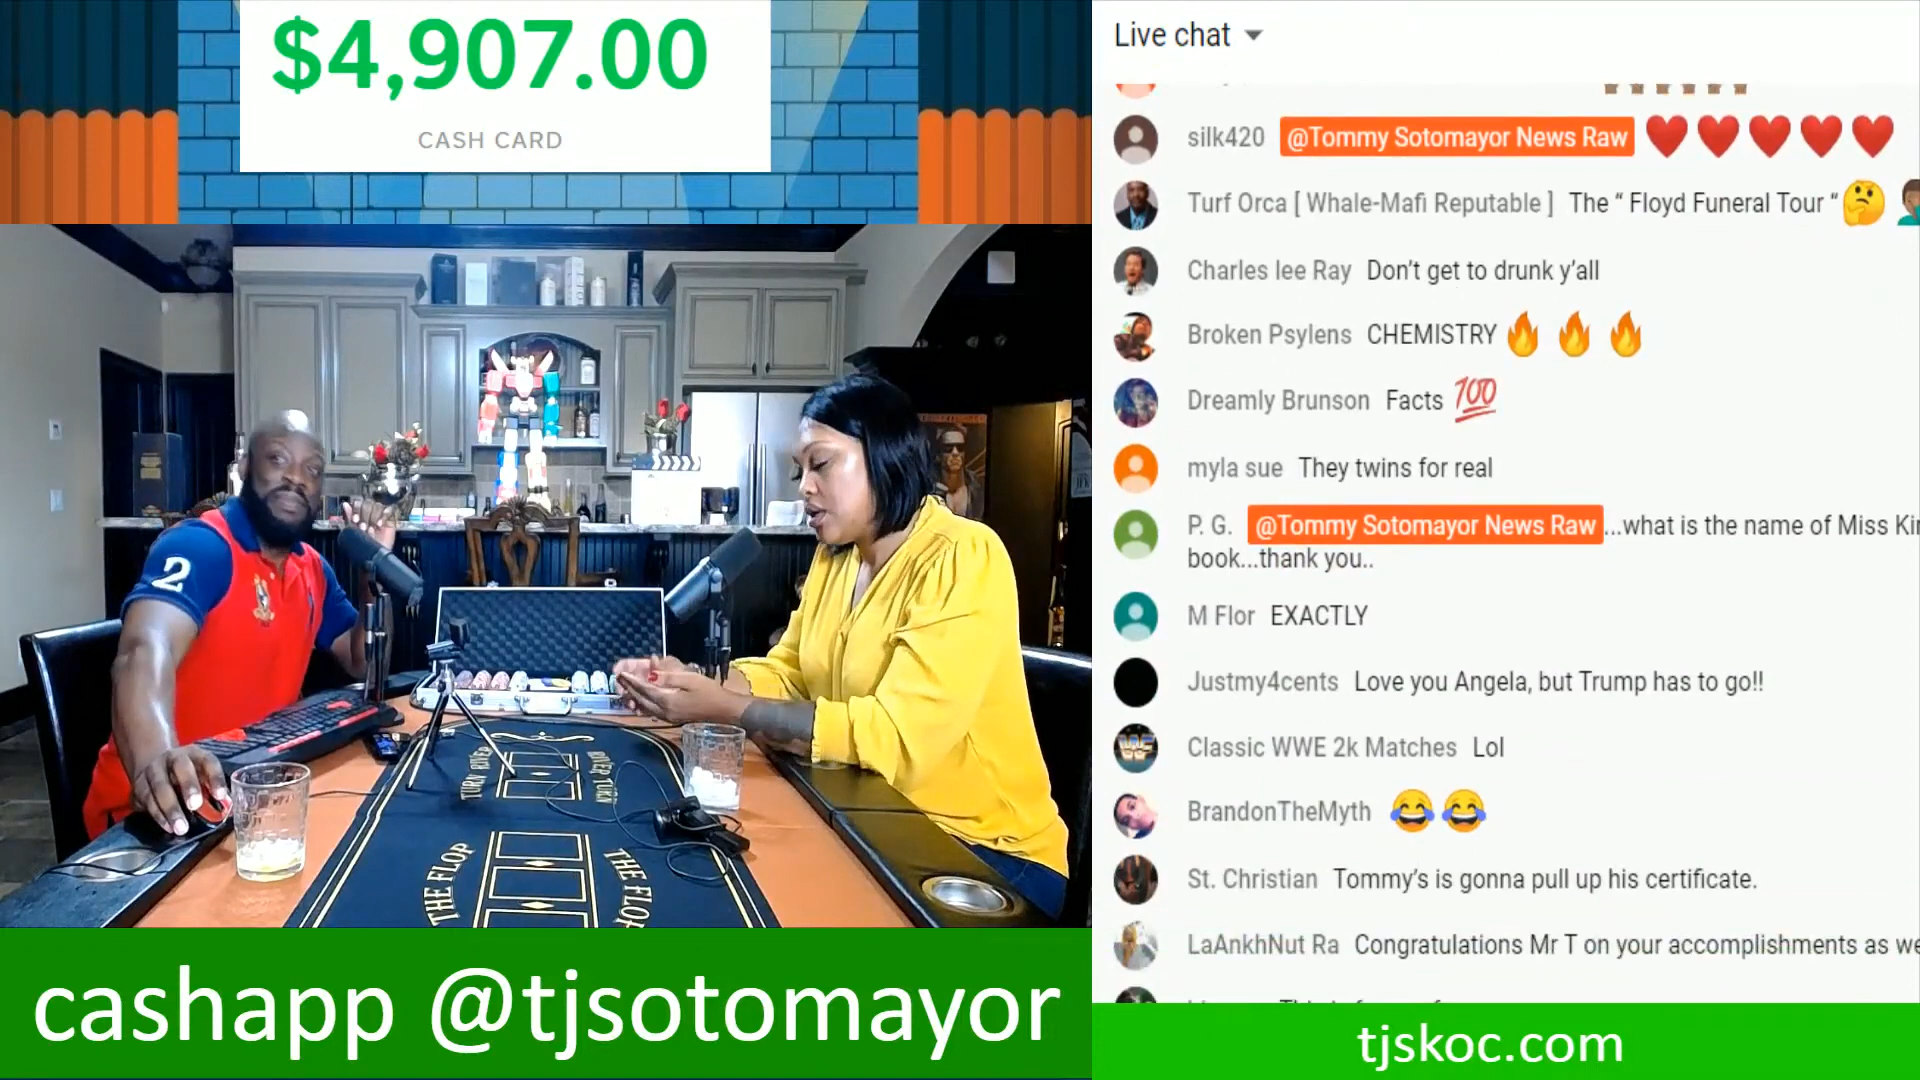 $4,907.00
CASH CARD
2
TURN RIVER
RIVER TURN
THE FLOP
THE FLOP
cashapp @tjsotomayor
Live chat
silk420 @Tommy Sotomayor News Raw ❤️❤️❤️❤️❤️
Turf Orca [ Whale-Mafi Reputable ] The “ Floyd Funeral Tour “ 🤔
Charles lee Ray Don’t get to drunk y’all
Broken Psylens CHEMISTRY 🔥 🔥 🔥
Dreamly Brunson Facts 💯
myla sue They twins for real
P. G. @Tommy Sotomayor News Raw ...what is the name of Miss Kin
book...thank you..
M Flor EXACTLY
Justmy4cents Love you Angela, but Trump has to go!!
Classic WWE 2k Matches Lol
BrandonTheMyth 😂 😂
St. Christian Tommy’s is gonna pull up his certificate.
LaAnkhNut Ra Congratulations Mr T on your accomplishments as we
tjskoc.com